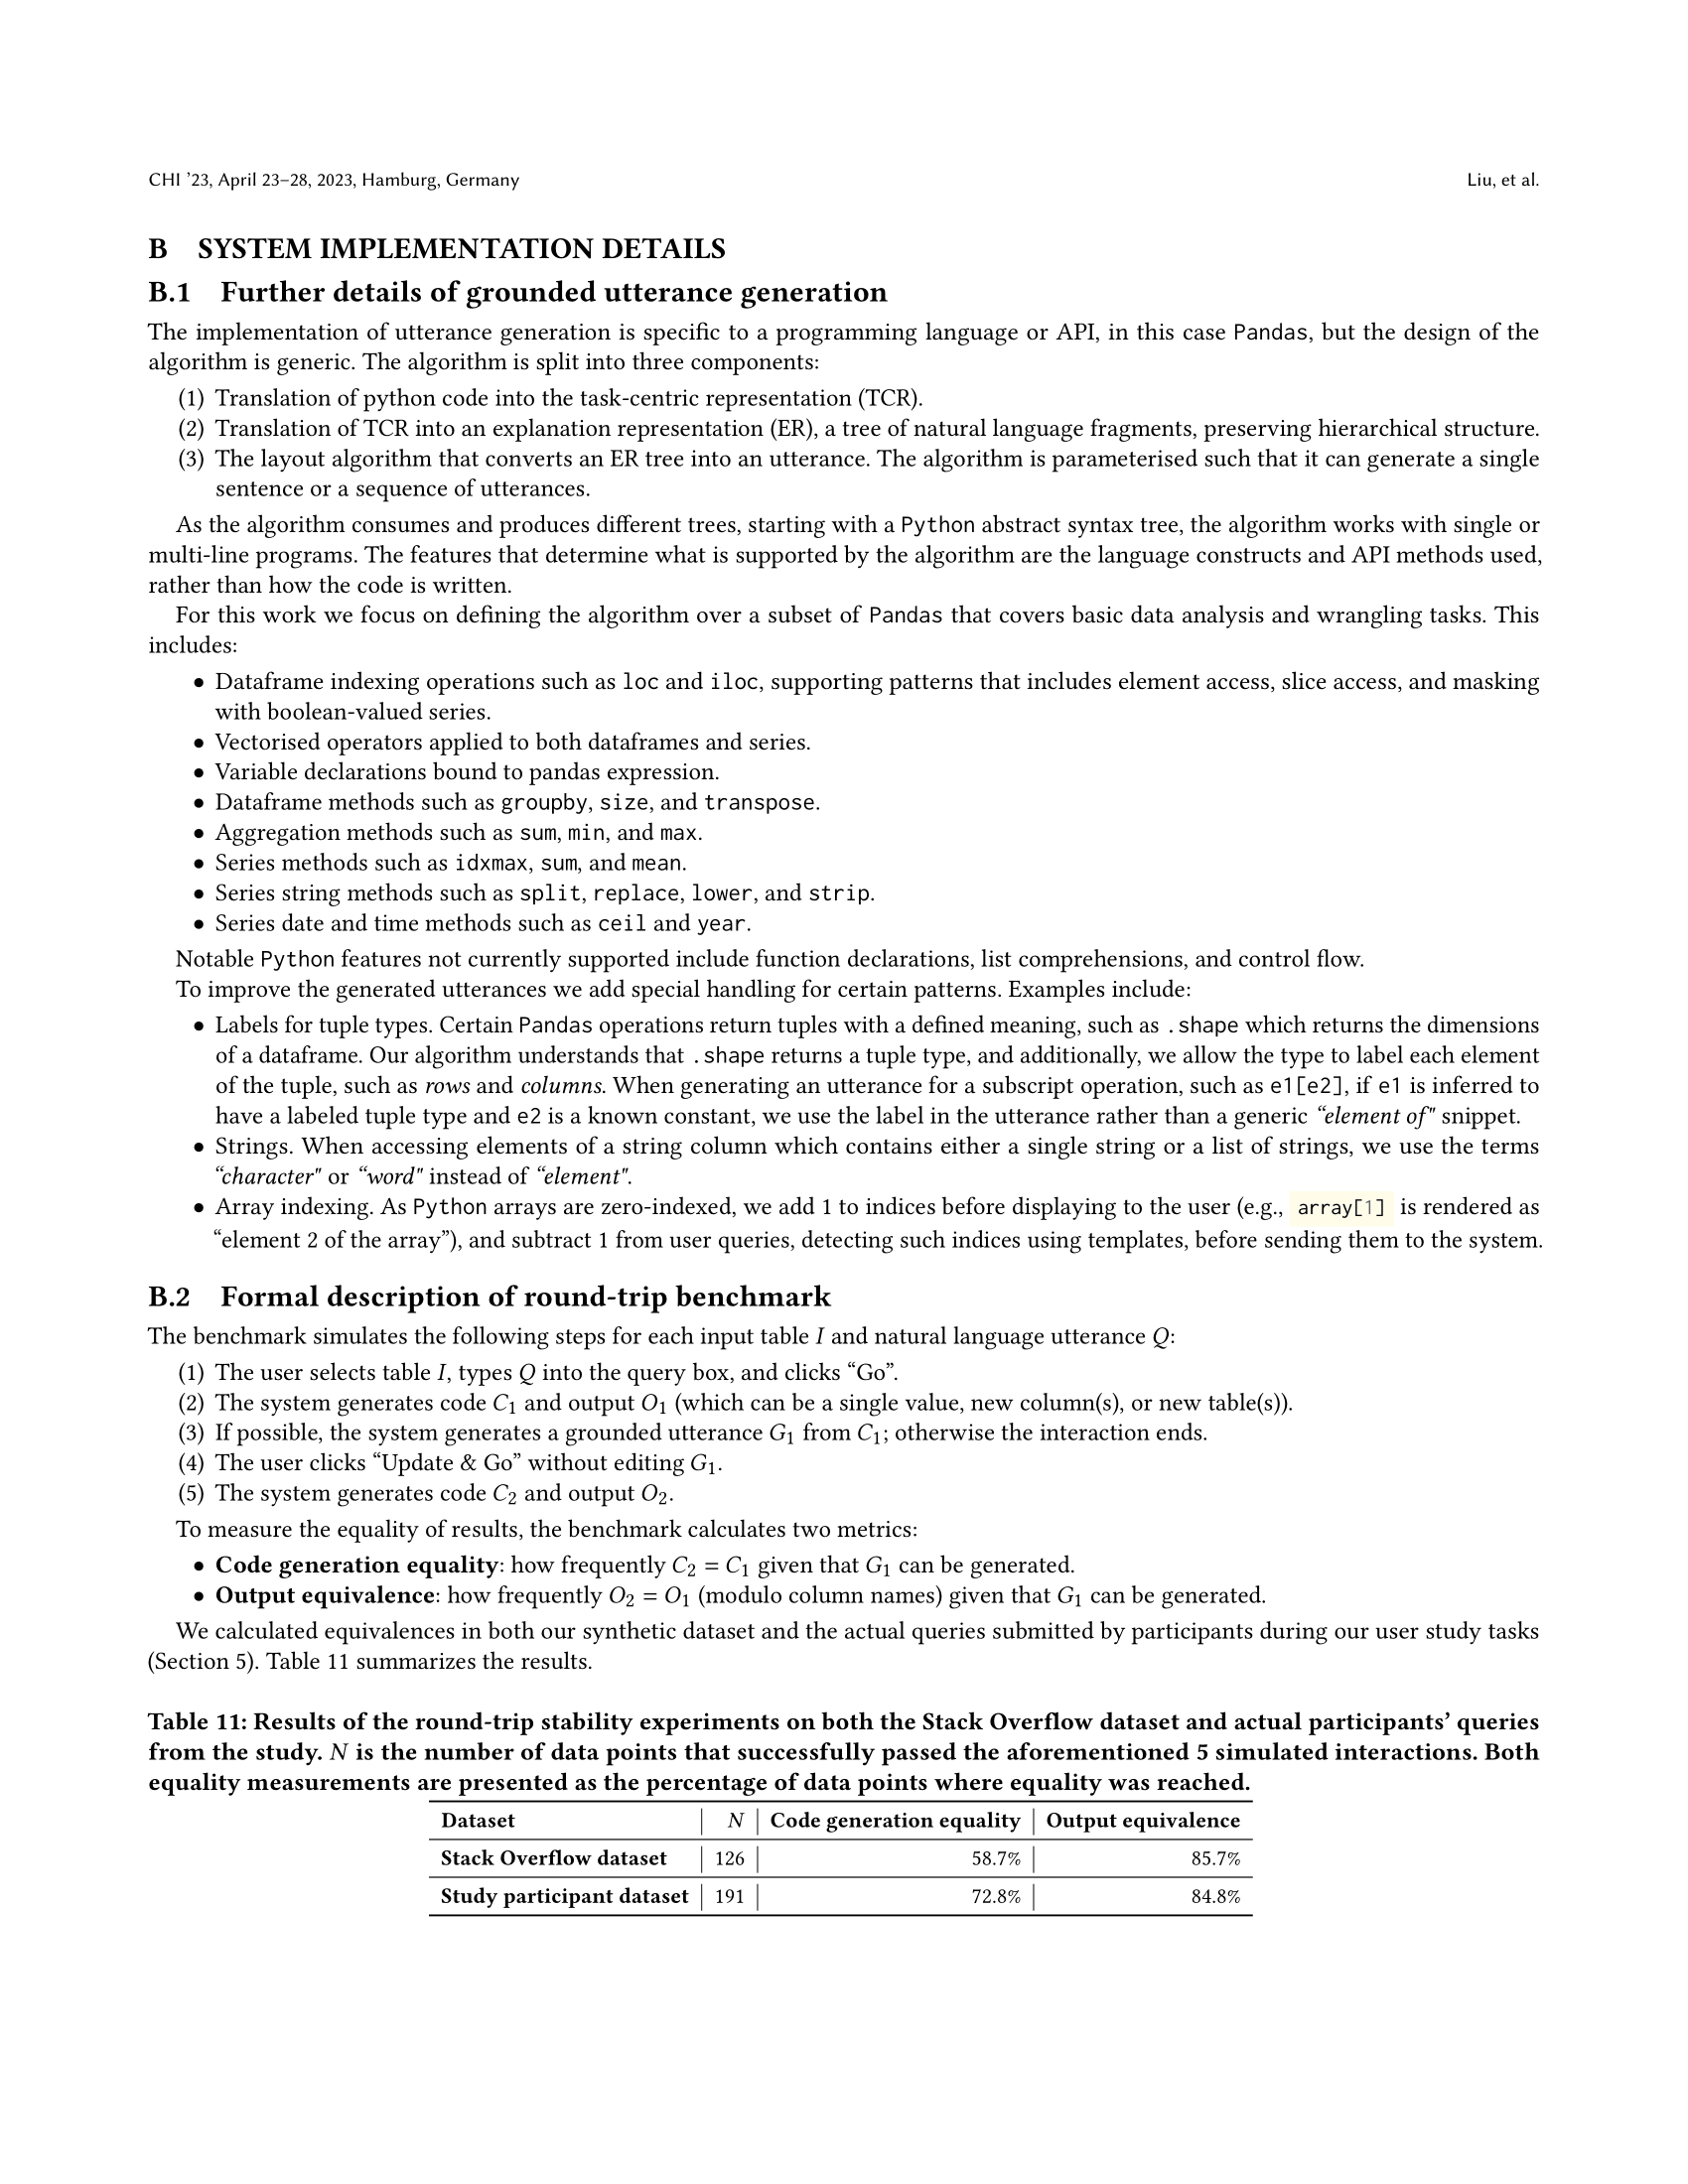 CHI ’23, April 23–28, 2023, Hamburg, Germany
Liu, et al.
B SYSTEM IMPLEMENTATION DETAILS
B.1 Further details of grounded utterance generation
The implementation of utterance generation is specific to a programming language or API, in this case Pandas, but the design of the
algorithm is generic. The algorithm is split into three components:
(1) Translation of python code into the task-centric representation (TCR).
(2) Translation of TCR into an explanation representation (ER), a tree of natural language fragments, preserving hierarchical structure.
(3) The layout algorithm that converts an ER tree into an utterance. The algorithm is parameterised such that it can generate a single
sentence or a sequence of utterances.
As the algorithm consumes and produces different trees, starting with a Python abstract syntax tree, the algorithm works with single or
multi-line programs. The features that determine what is supported by the algorithm are the language constructs and API methods used,
rather than how the code is written.
For this work we focus on defining the algorithm over a subset of Pandas that covers basic data analysis and wrangling tasks. This
includes:
• Dataframe indexing operations such as loc and iloc, supporting patterns that includes element access, slice access, and masking
with boolean-valued series.
• Vectorised operators applied to both dataframes and series.
• Variable declarations bound to pandas expression.
• Dataframe methods such as groupby, size, and transpose.
• Aggregation methods such as sum, min, and max.
• Series methods such as idxmax, sum, and mean.
• Series string methods such as split, replace, lower, and strip.
• Series date and time methods such as ceil and year.
Notable Python features not currently supported include function declarations, list comprehensions, and control flow.
To improve the generated utterances we add special handling for certain patterns. Examples include:
• Labels for tuple types. Certain Pandas operations return tuples with a defined meaning, such as .shape which returns the dimensions
of a dataframe. Our algorithm understands that .shape returns a tuple type, and additionally, we allow the type to label each element
of the tuple, such as rows and columns. When generating an utterance for a subscript operation, such as e1[e2], if e1 is inferred to
have a labeled tuple type and e2 is a known constant, we use the label in the utterance rather than a generic “element of" snippet.
• Strings. When accessing elements of a string column which contains either a single string or a list of strings, we use the terms
“character" or “word" instead of “element".
• Array indexing. As Python arrays are zero-indexed, we add 1 to indices before displaying to the user (e.g., array[1] is rendered as
“element 2 of the array”), and subtract 1 from user queries, detecting such indices using templates, before sending them to the system.
B.2 Formal description of round-trip benchmark
The benchmark simulates the following steps for each input table I and natural language utterance Q:
(1) The user selects table I, types Q into the query box, and clicks “Go”.
(2) The system generates code C1 and output O1 (which can be a single value, new column(s), or new table(s)).
(3) If possible, the system generates a grounded utterance G1 from C1; otherwise the interaction ends.
(4) The user clicks “Update & Go” without editing G1.
(5) The system generates code C2 and output O2.
To measure the equality of results, the benchmark calculates two metrics:
• Code generation equality: how frequently C2 = C1 given that G1 can be generated.
• Output equivalence: how frequently O2 = O1 (modulo column names) given that G1 can be generated.
We calculated equivalences in both our synthetic dataset and the actual queries submitted by participants during our user study tasks
(Section 5). Table 11 summarizes the results.
Table 11: Results of the round-trip stability experiments on both the Stack Overflow dataset and actual participants’ queries
from the study. N is the number of data points that successfully passed the aforementioned 5 simulated interactions. Both
equality measurements are presented as the percentage of data points where equality was reached.
Dataset N Code generation equality Output equivalence
Stack Overflow dataset 126 58.7% 85.7%
Study participant dataset 191 72.8% 84.8%